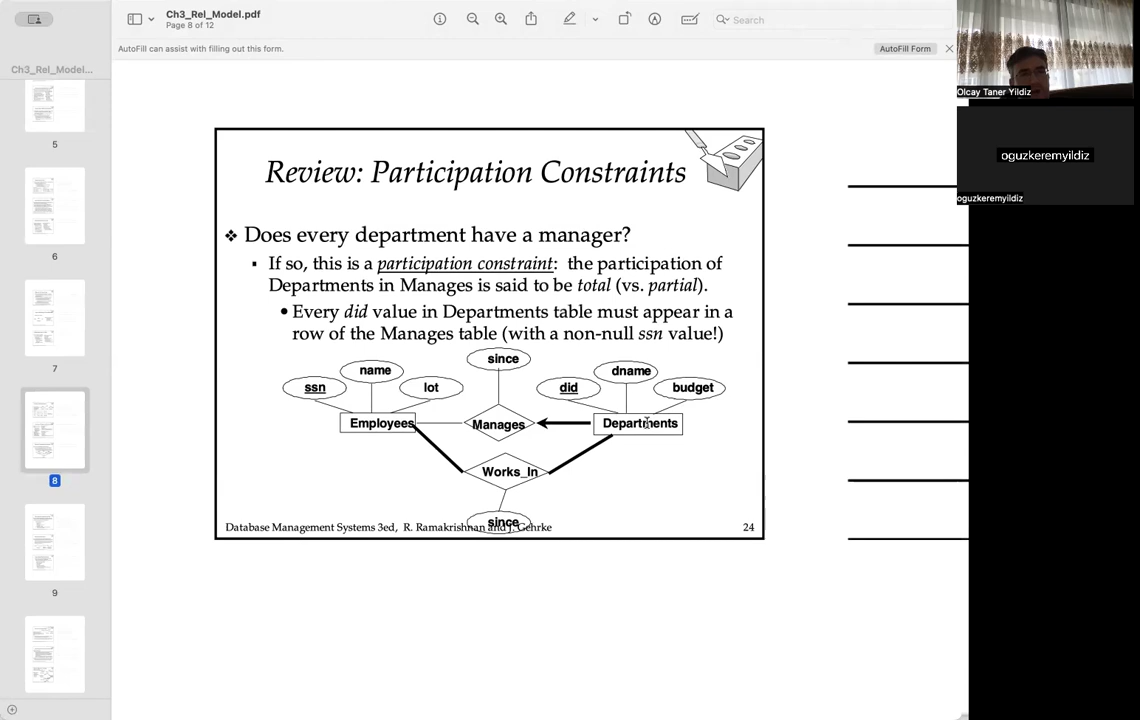 Ch3_Rel_Model.pdf
Page 8 of 12
Search
AutoFill can assist with filling out this form.
AutoFill Form
Ch3_Rel_Model...
5
6
7
8
9
Review: Participation Constraints
❖ Does every department have a manager?
▪ If so, this is a participation constraint: the participation of
Departments in Manages is said to be total (vs. partial).
• Every did value in Departments table must appear in a
row of the Manages table (with a non-null ssn value!)
since
name
dname
ssn
lot
did
budget
Employees
Manages
Departments
Works_In
since
Database Management Systems 3ed, R. Ramakrishnan and J. Gehrke
24
Olcay Taner Yildiz
oguzkeremyildiz
oguzkeremyildiz